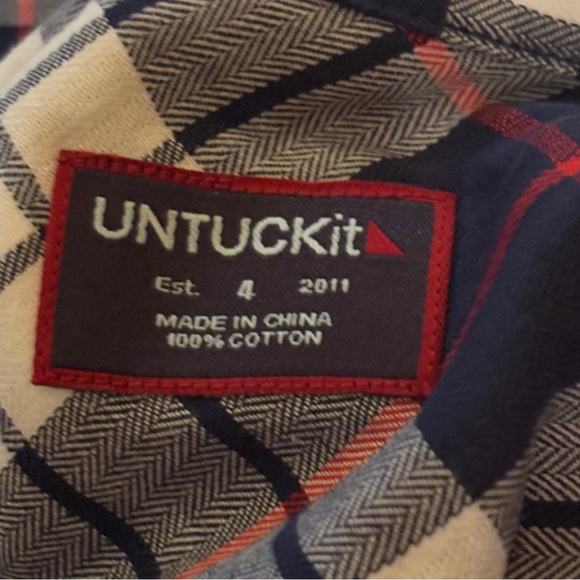 UNTUCKit
Est. 4 2011
MADE IN CHINA
100% COTTON